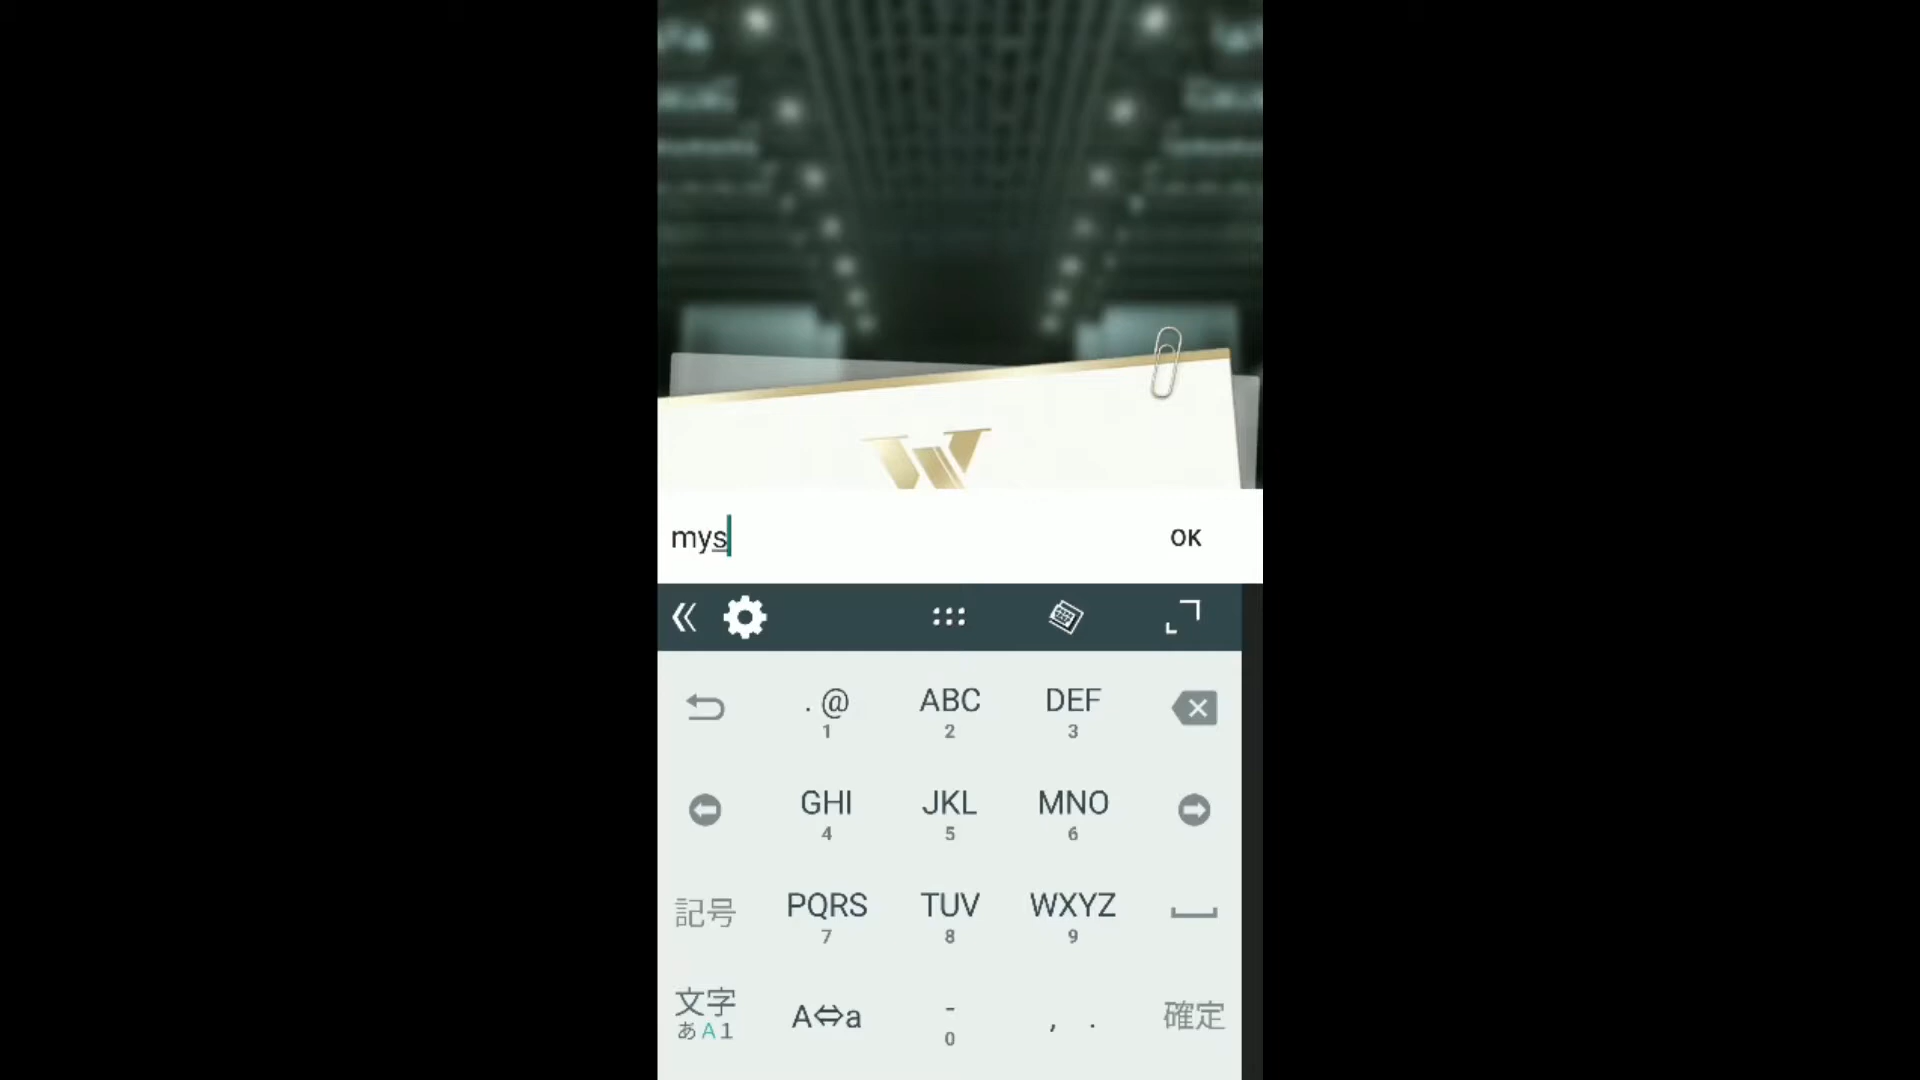 W
mys
OK
.@ ABC DEF
1 2 3
GHI JKL MNO
4 5 6
記号 PQRS TUV WXYZ
7 8 9
文字 A⇔a - , .
あA1 0 確定